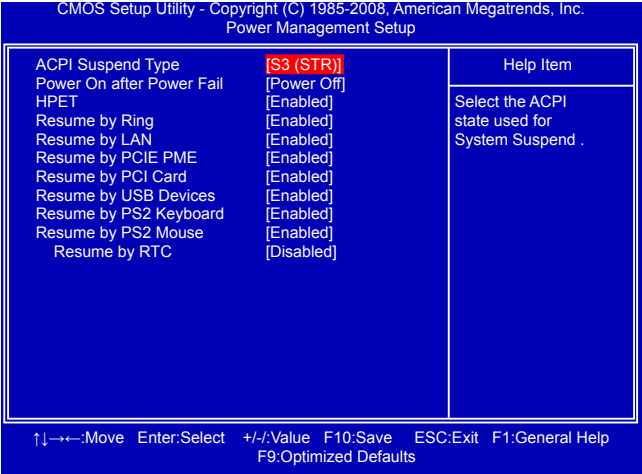 CMOS Setup Utility - Copyright (C) 1985-2008, American Megatrends, Inc.
Power Management Setup
ACPI Suspend Type [S3 (STR)]
Power On after Power Fail [Power Off]
HPET [Enabled]
Resume by Ring [Enabled]
Resume by LAN [Enabled]
Resume by PCIE PME [Enabled]
Resume by PCI Card [Enabled]
Resume by USB Devices [Enabled]
Resume by PS2 Keyboard [Enabled]
Resume by PS2 Mouse [Enabled]
Resume by RTC [Disabled]
Help Item
Select the ACPI
state used for
System Suspend .
↑↓→←:Move Enter:Select +/-/:Value F10:Save ESC:Exit F1:General Help
F9:Optimized Defaults